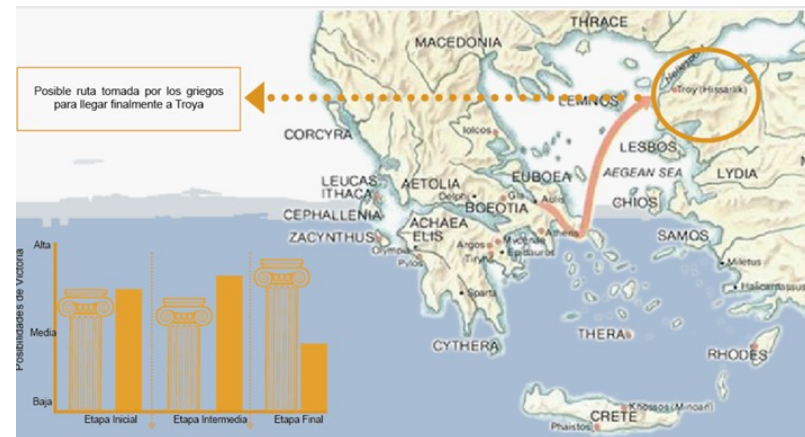 THRACE
MACEDONIA
Hellespont
Troy (Hissarlik)
Posible ruta tomada por los griegos
para llegar finalmente a Troya
LEMNOS
CORCYRA
Iolcos
LESBOS
AEGEAN SEA
LYDIA
LEUCAS
ITHACA
AETOLIA
EUBOEA
Delphi
Gla
Aulis
BOEOTIA
CHIOS
CEPHALLENIA
ACHAEA
ELIS
Athens
ZACYNTHUS
Olympia
Argos
Mycenae
Epidauros
Tiryns
SAMOS
Pylos
Miletus
Sparta
Halicarnassus
CYTHERA
THERA
RHODES
CRETE
Knossos (Minoan)
Phaistos
Posibilidades de Victoria
Alta
Media
Baja
Etapa Inicial
Etapa Intermedia
Etapa Final